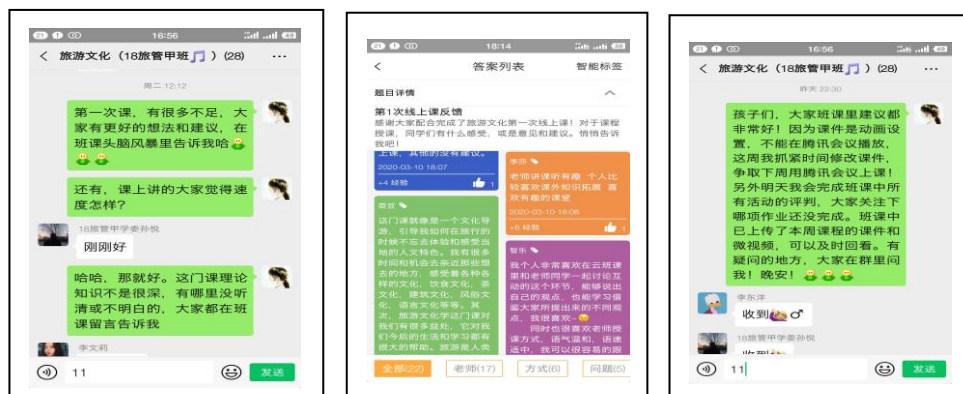 16:56
旅游文化（18旅管甲班🎵）(28)
周二 12:12
第一次课，有很多不足，大
家有更好的想法和建议，在
班课头脑风暴里告诉我哈
还有，课上讲的大家觉得速
度怎样？
18旅管甲学委孙悦
刚刚好
哈哈，那就好。这门课理论
知识不是很深，有哪里没听
清或不明白的，大家都在班
课留言告诉我
李文莉
11
发送
18:14
答案列表
智能标签
题目详情
第1次线上课反馈
感谢大家配合完成了旅游文化第一次线上课！对于课程
授课，同学们有什么感受，或是意见和建议。悄悄告诉
我吧！
上课，其他的没有建议。
2020-03-10 18:07
+4 经验
1
这门课就像是一个文化导
游，引导我如何在旅行的
时候不忘去体验和感受当
地的人文特色。我有很多
时间和机会去亲近那些想
去的地方，感受着各种各
样的文化，饮食文化，茶
文化，建筑文化，风俗文
化，语言文化等等。其
次，旅游文化学这门课对
我们有很多益处，它对我
们今后的生活和学习都有
很大的帮助。旅游是人类
李莎
老师讲课听有趣 个人比
较喜欢课外知识拓展 喜
欢有趣的课堂
2020-03-10 18:06
+6 经验
1
智乐
我个人非常喜欢在云班课
里和老师同学一起讨论互
动的这个环节，能够说出
自己的观点，也能学习借
鉴大家所提出来的不同观
点，我很喜欢~
同时也很喜欢老师授
课方式，语气温和，语速
适中，我可以很容易的跟
全部(22)
老师(17)
方式(6)
问题(5)
16:56
旅游文化（18旅管甲班🎵）(28)
昨天 22:30
孩子们，大家班课里建议都
非常好！因为课件是动画设
置，不能在腾讯会议播放，
这周我抓紧时间修改课件，
争取下周用腾讯会议上课！
另外明天我会完成班课中所
有活动的评判，大家关注下
哪项作业还没完成。班课中
已上传了本周课程的课件和
微视频，可以及时回看。有
疑问的地方，大家在群里问
我！晚安！
李东洋
收到
18旅管甲学委孙悦
收到
11
发送